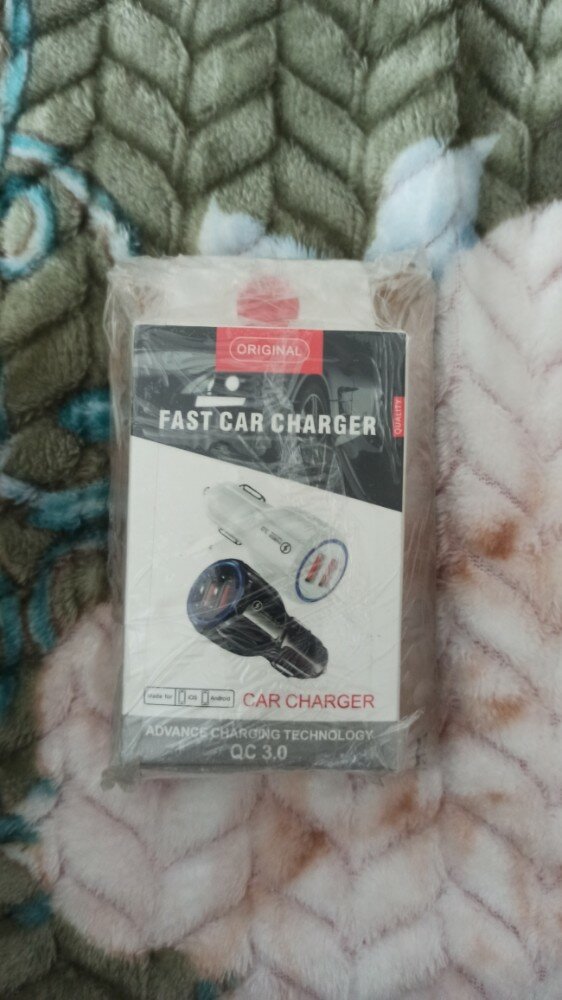 ORIGINAL
FAST CAR CHARGER
QUALITY
Made for iOS Android
CAR CHARGER
ADVANCE CHARGING TECHNOLOGY
QC 3.0